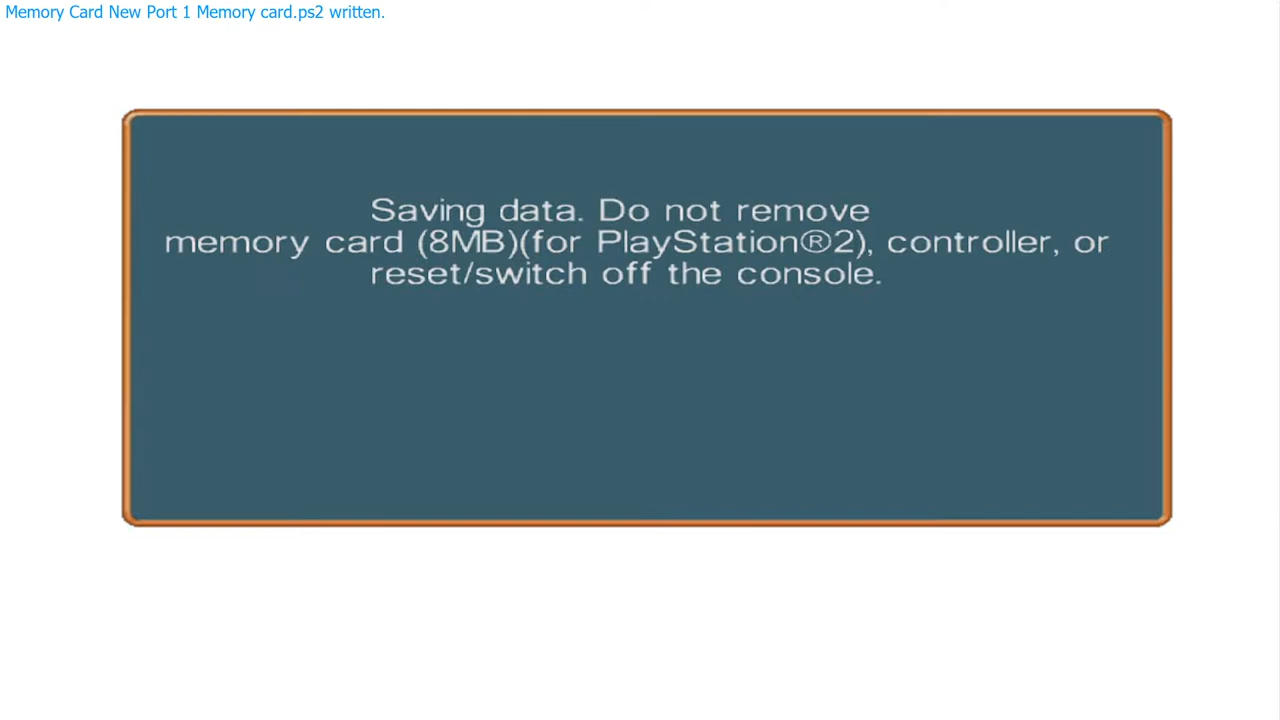 Memory Card New Port 1 Memory card.ps2 written.
Saving data. Do not remove
memory card (8MB)(for PlayStation®2), controller, or
reset/switch off the console.